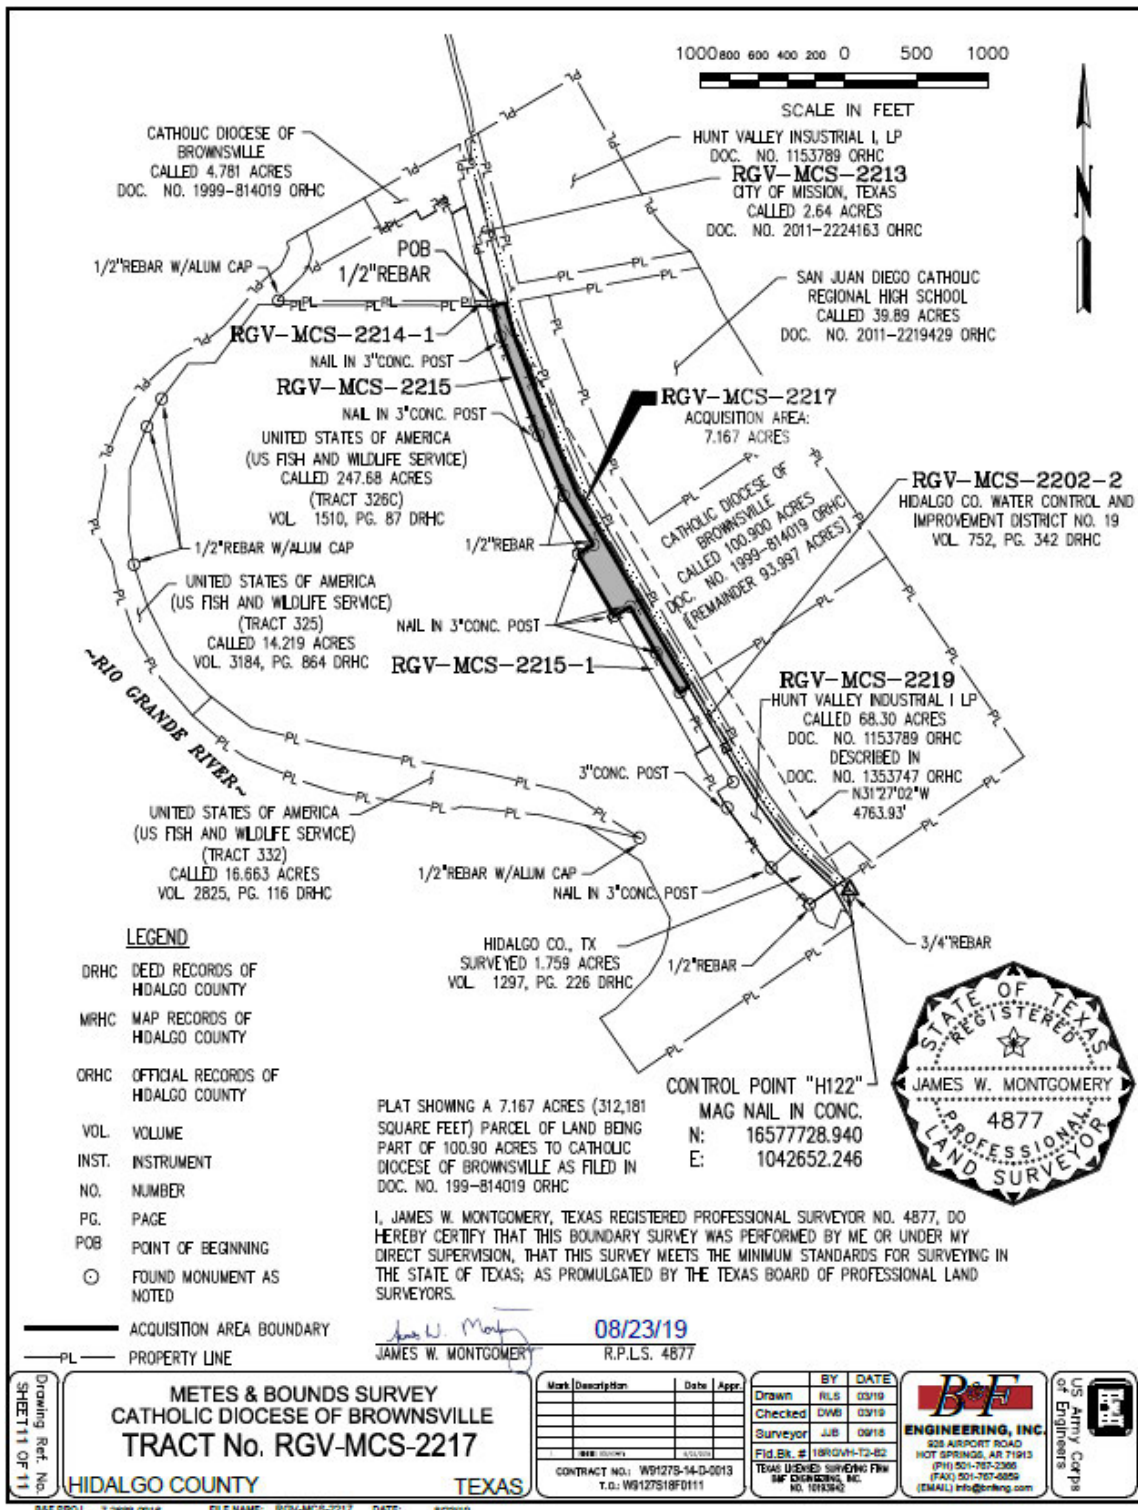 1000 800 600 400 200 0 500 1000
SCALE IN FEET
N
CATHOLIC DIOCESE OF
BROWNSVILLE
CALLED 4.781 ACRES
DOC. NO. 1999-814019 ORHC
HUNT VALLEY INSUSTRIAL I, LP
DOC. NO. 1153789 ORHC
RGV-MCS-2213
CITY OF MISSION, TEXAS
CALLED 2.64 ACRES
DOC. NO. 2011-2224163 OHRC
1/2"REBAR W/ALUM CAP
POB
1/2"REBAR
SAN JUAN DIEGO CATHOLIC
REGIONAL HIGH SCHOOL
CALLED 39.89 ACRES
DOC. NO. 2011-2219429 ORHC
RGV-MCS-2214-1
NAIL IN 3"CONC. POST
RGV-MCS-2215
NAIL IN 3"CONC. POST
RGV-MCS-2217
ACQUISITION AREA:
7.167 ACRES
UNITED STATES OF AMERICA
(US FISH AND WILDLIFE SERVICE)
CALLED 247.68 ACRES
(TRACT 326C)
VOL. 1510, PG. 87 DRHC
CATHOLIC DIOCESE OF
BROWNSVILLE
CALLED 100.900 ACRES
DOC. NO. 1999-814019 ORHC
[REMAINDER 93.997 ACRES]
RGV-MCS-2202-2
HIDALGO CO. WATER CONTROL AND
IMPROVEMENT DISTRICT NO. 19
VOL. 752, PG. 342 DRHC
1/2"REBAR W/ALUM CAP
1/2"REBAR
UNITED STATES OF AMERICA
(US FISH AND WILDLIFE SERVICE)
(TRACT 325)
CALLED 14.219 ACRES
VOL. 3184, PG. 864 DRHC
NAIL IN 3"CONC. POST
RGV-MCS-2215-1
~RIO GRANDE RIVER~
RGV-MCS-2219
HUNT VALLEY INDUSTRIAL I LP
CALLED 68.30 ACRES
DOC. NO. 1153789 ORHC
DESCRIBED IN
DOC. NO. 1353747 ORHC
N31°27'02"W
4763.93'
3"CONC. POST
UNITED STATES OF AMERICA
(US FISH AND WILDLIFE SERVICE)
(TRACT 332)
CALLED 16.663 ACRES
VOL. 2825, PG. 116 DRHC
1/2"REBAR W/ALUM CAP
NAIL IN 3"CONC. POST
HIDALGO CO., TX
SURVEYED 1.759 ACRES
VOL. 1297, PG. 226 DRHC
1/2"REBAR
3/4"REBAR
LEGEND
DRHC DEED RECORDS OF
HIDALGO COUNTY
MRHC MAP RECORDS OF
HIDALGO COUNTY
ORHC OFFICIAL RECORDS OF
HIDALGO COUNTY
VOL. VOLUME
INST. INSTRUMENT
NO. NUMBER
PG. PAGE
POB POINT OF BEGINNING
FOUND MONUMENT AS
NOTED
ACQUISITION AREA BOUNDARY
PL PROPERTY LINE
CONTROL POINT "H122"
MAG NAIL IN CONC.
N: 16577728.940
E: 1042652.246
STATE OF TEXAS
REGISTERED
JAMES W. MONTGOMERY
4877
PROFESSIONAL
LAND SURVEYOR
PLAT SHOWING A 7.167 ACRES (312,181
SQUARE FEET) PARCEL OF LAND BEING
PART OF 100.90 ACRES TO CATHOLIC
DIOCESE OF BROWNSVILLE AS FILED IN
DOC. NO. 199-814019 ORHC
I, JAMES W. MONTGOMERY, TEXAS REGISTERED PROFESSIONAL SURVEYOR NO. 4877, DO
HEREBY CERTIFY THAT THIS BOUNDARY SURVEY WAS PERFORMED BY ME OR UNDER MY
DIRECT SUPERVISION, THAT THIS SURVEY MEETS THE MINIMUM STANDARDS FOR SURVEYING IN
THE STATE OF TEXAS; AS PROMULGATED BY THE TEXAS BOARD OF PROFESSIONAL LAND
SURVEYORS.
08/23/19
JAMES W. MONTGOMERY R.P.L.S. 4877
Drawing Ref. No.
SHEET 11 OF 11
METES & BOUNDS SURVEY
CATHOLIC DIOCESE OF BROWNSVILLE
TRACT No. RGV-MCS-2217
HIDALGO COUNTY TEXAS
Mark Description Date Appr.
CONTRACT NO.: W9127S-14-D-0013
T.O.: W9127S18F0111
BY DATE
Drawn RLS 03/19
Checked DWB 03/19
Surveyor JJB 09/18
Fld.Bk. # 18RGVH-T2-B2
TEXAS LICENSED SURVEYING FIRM
B&F ENGINEERING, INC.
NO. 10193942
B&F
ENGINEERING, INC.
928 AIRPORT ROAD
HOT SPRINGS, AR 71913
(PH) 501-767-2366
(FAX) 501-767-6859
(EMAIL) info@bnfeng.com
US Army Corps
of Engineers